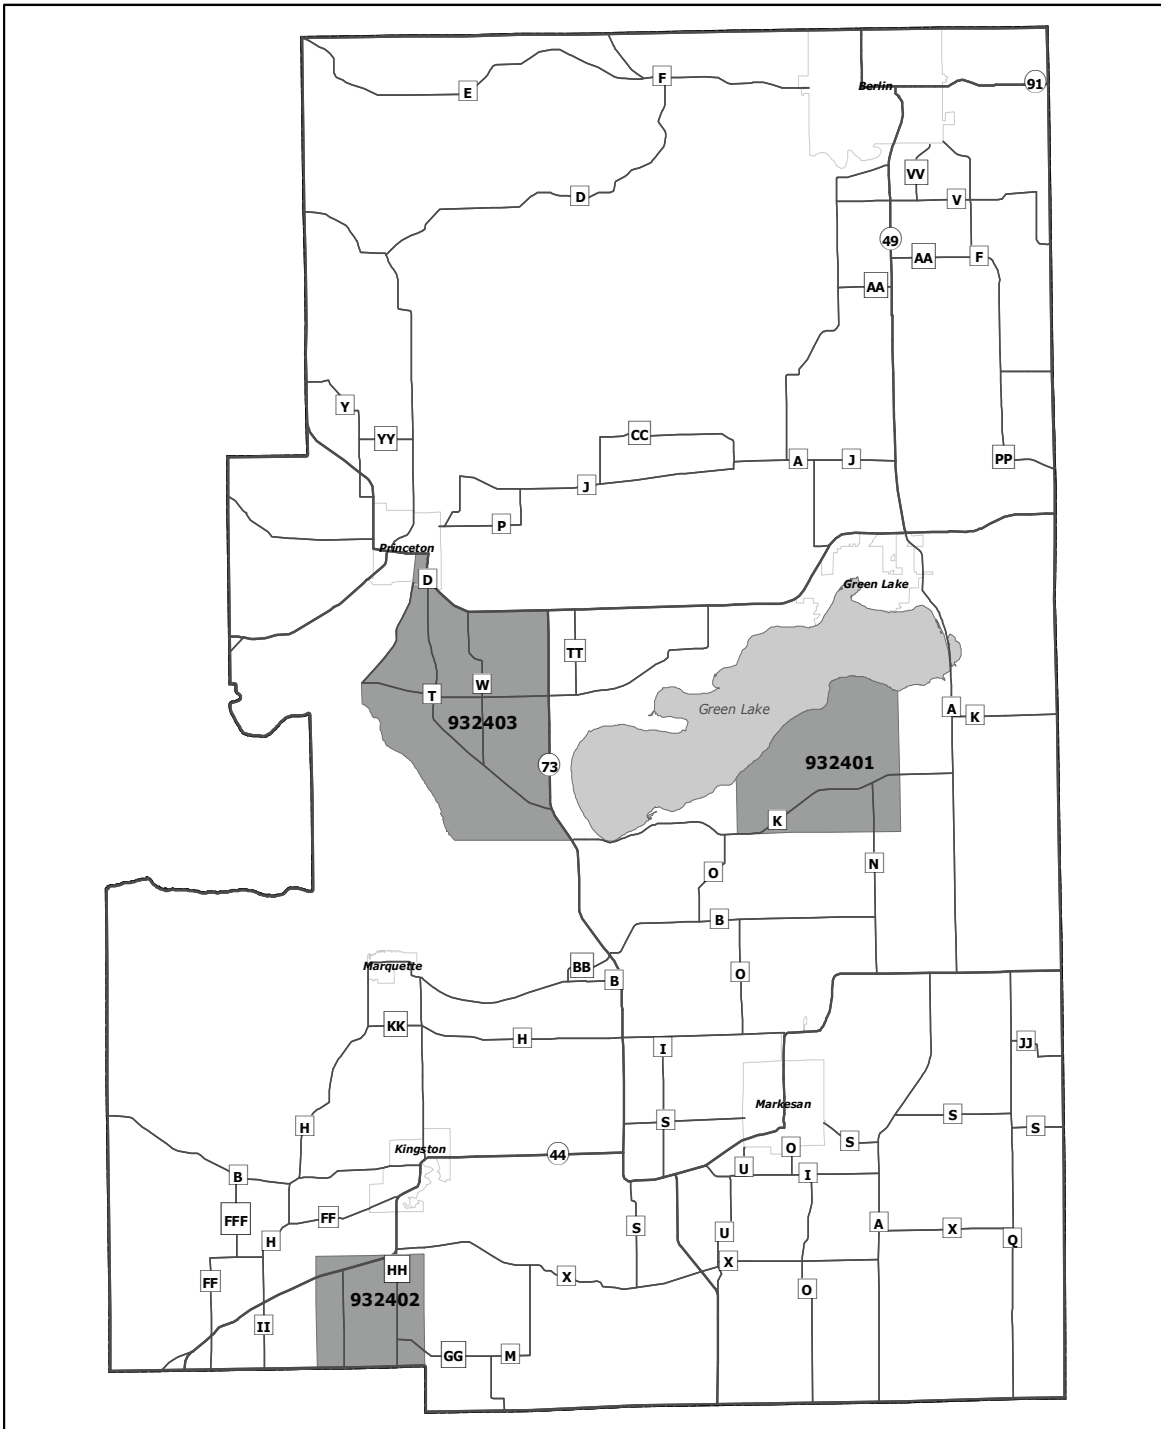 F
E
91
Berlin
VV
D
V
49
AA
F
AA
Y
CC
YY
A
J
PP
J
P
Princeton
D
Green Lake
TT
W
T
A
K
Green Lake
932403
932401
73
K
N
O
B
BB
Marquette
O
B
KK
H
I
JJ
Markesan
S
S
H
S
Kingston
S
44
O
U
I
B
FFF
FF
A
S
X
U
H
Q
X
HH
X
FF
O
932402
II
GG
M